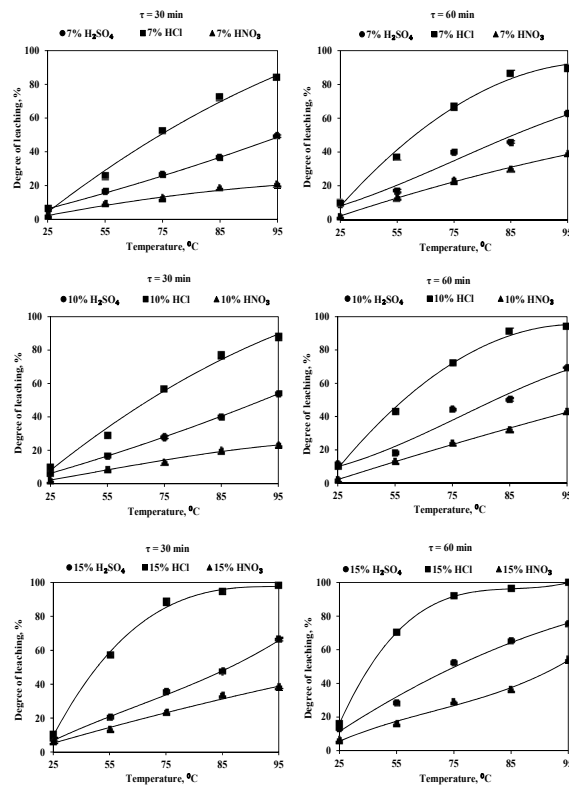 τ = 30 min
7% H₂SO₄ 7% HCl 7% HNO₃
Degree of leaching, %
100
80
60
40
20
0
25 55 75 85 95
Temperature, ⁰C
τ = 60 min
7% H₂SO₄ 7% HCl 7% HNO₃
Degree of leaching, %
100
80
60
40
20
0
25 55 75 85 95
Temperature, ⁰C
τ = 30 min
10% H₂SO₄ 10% HCl 10% HNO₃
Degree of leaching, %
100
80
60
40
20
0
25 55 75 85 95
Temperature, ⁰C
τ = 60 min
10% H₂SO₄ 10% HCl 10% HNO₃
Degree of leaching, %
100
80
60
40
20
0
25 55 75 85 95
Temperature, ⁰C
τ = 30 min
15% H₂SO₄ 15% HCl 15% HNO₃
Degree of leaching, %
100
80
60
40
20
0
25 55 75 85 95
Temperature, ⁰C
τ = 60 min
15% H₂SO₄ 15% HCl 15% HNO₃
Degree of leaching, %
100
80
60
40
20
0
25 55 75 85 95
Temperature, ⁰C